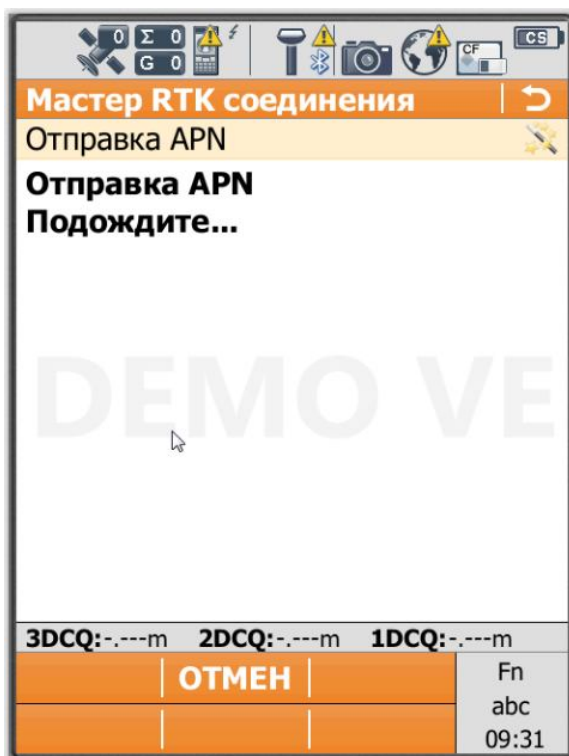 0 Σ 0 CF CS
G 0
Мастер RTK соединения
Отправка APN
Отправка APN
Подождите...
DEMO VE
3DCQ:-.---m 2DCQ:-.---m 1DCQ:-.---m
ОТМЕН
Fn
abc
09:31